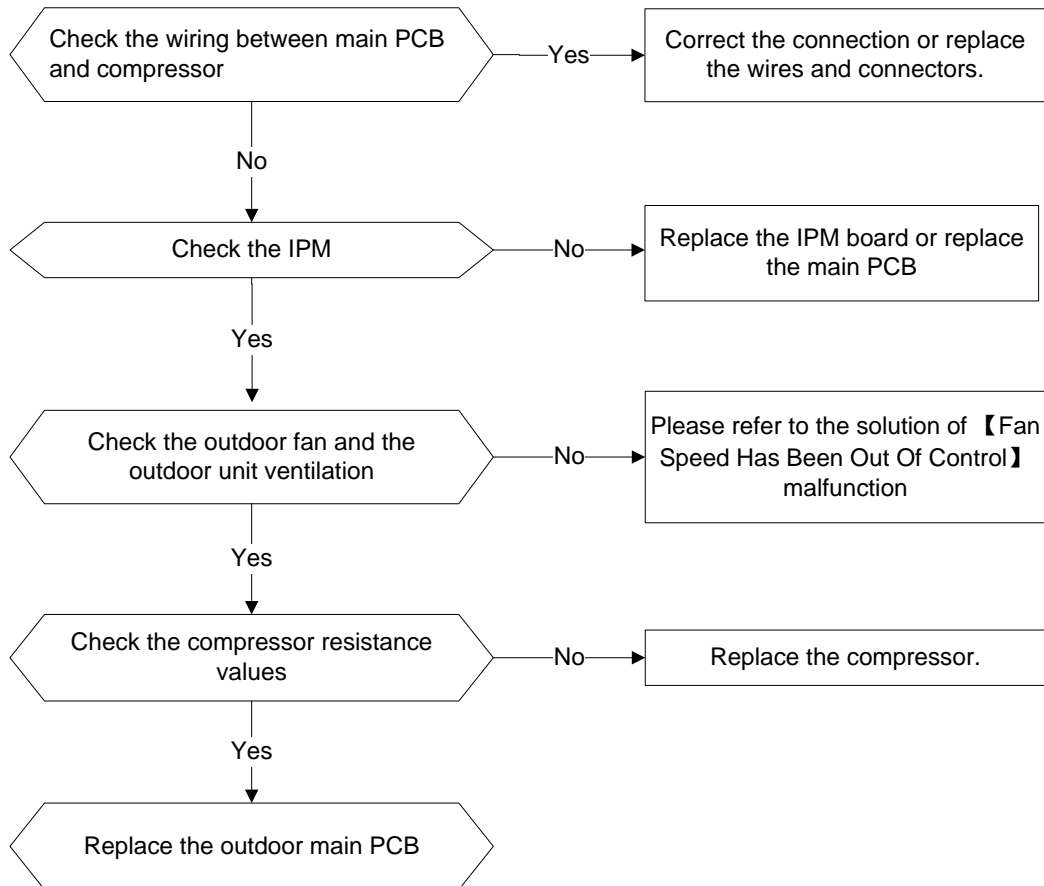 Check the wiring between main PCB
and compressor
Yes
Correct the connection or replace
the wires and connectors.
No
Check the IPM
No
Replace the IPM board or replace
the main PCB
Yes
Check the outdoor fan and the
outdoor unit ventilation
No
Please refer to the solution of 【Fan
Speed Has Been Out Of Control】
malfunction
Yes
Check the compressor resistance
values
No
Replace the compressor.
Yes
Replace the outdoor main PCB